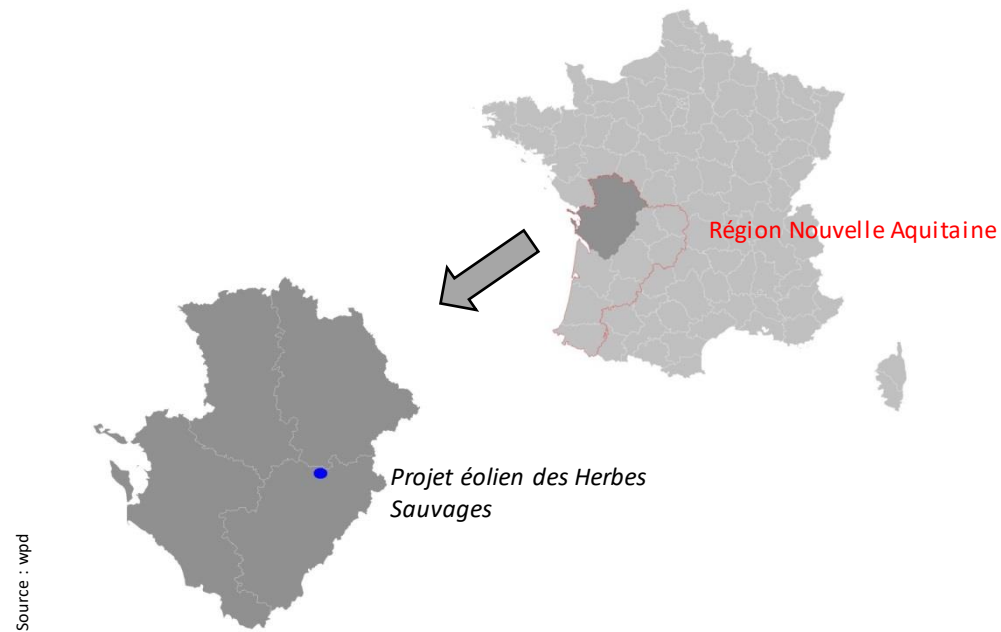 Région Nouvelle Aquitaine
Projet éolien des Herbes
Sauvages
Source : wpd